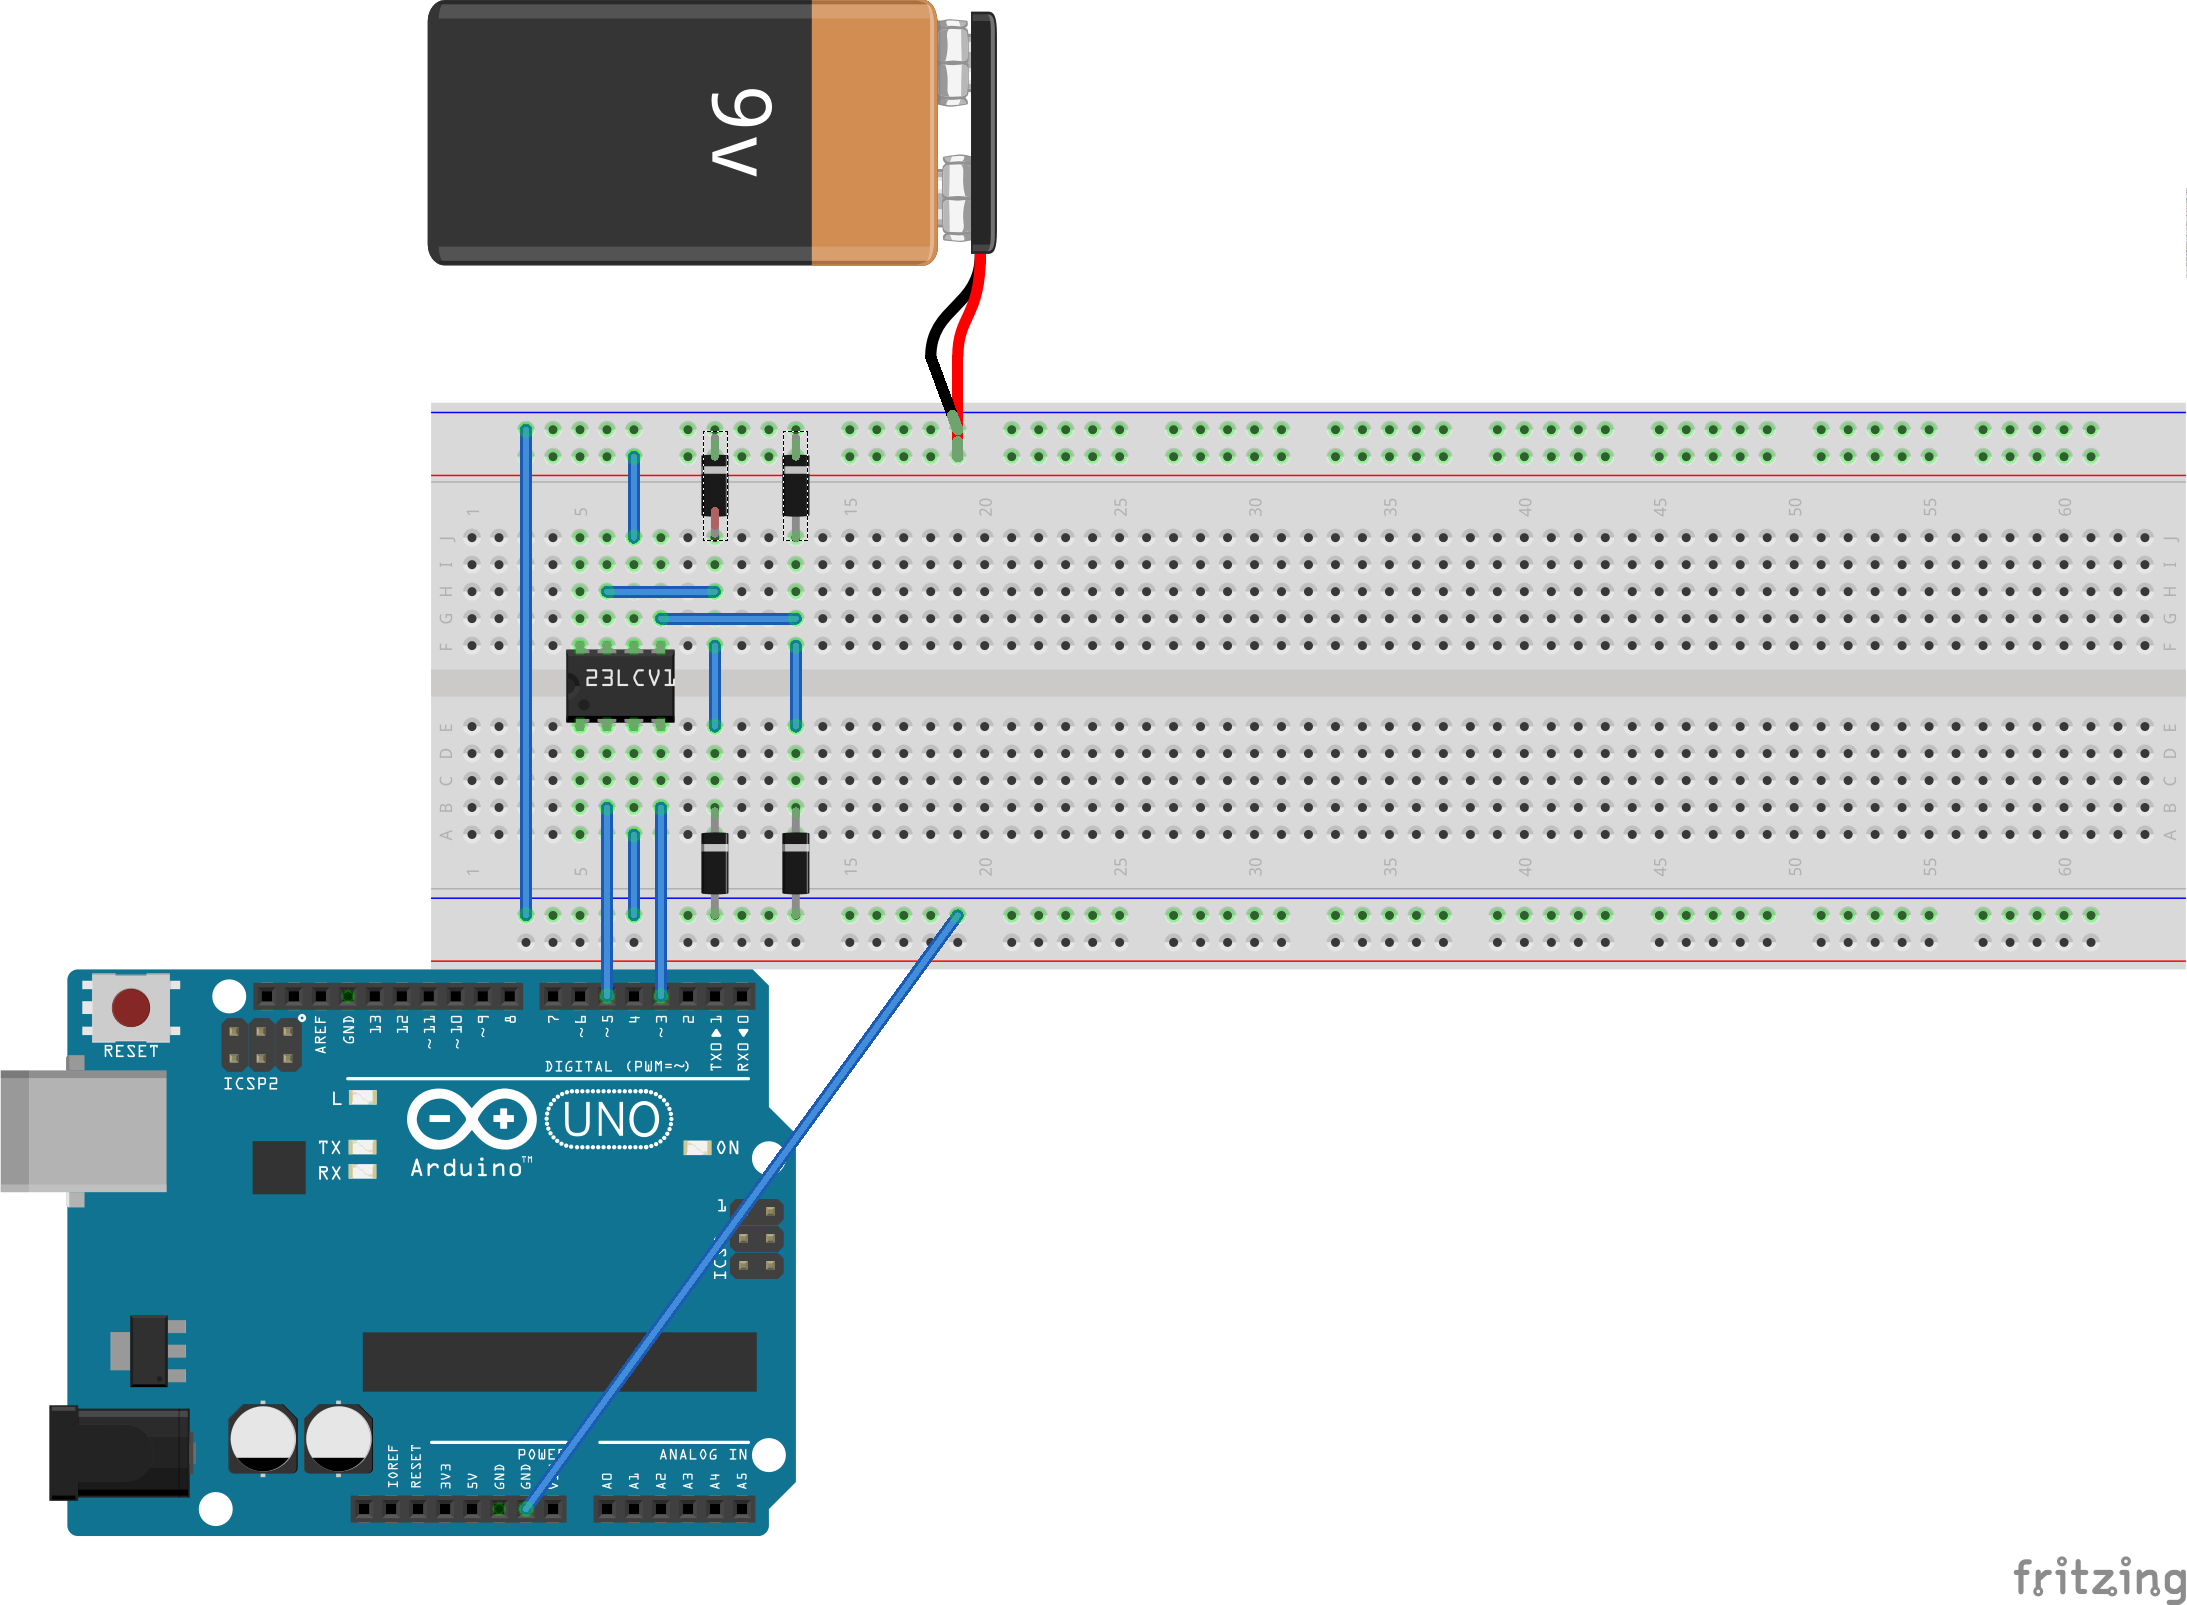 9v
1 5 15 20 25 30 35 40 45 50 55 60
J J
I I
H H
G G
F F
23LCV1
E E
D D
C C
B B
A A
1 5 15 20 25 30 35 40 45 50 55 60
RESET
ICSP2
AREF GND 13 12 ~11 ~10 ~9 8 7 ~6 ~5 4 ~3 2 TX0▶1 RX0◀0
DIGITAL (PWM=~)
L
TX
RX
UNO
ON
Arduino™
1
POWER
ANALOG IN
IOREF RESET 3V3 5V GND GND A0 A1 A2 A3 A4 A5
fritzing